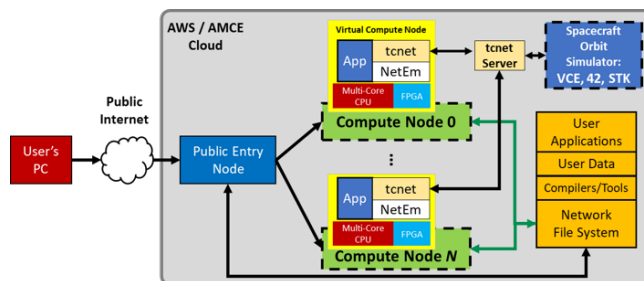 AWS / AMCE
Cloud
Public
Internet
User's
PC
Public Entry
Node
Virtual Compute Node
App
tcnet
NetEm
Multi-Core
CPU
FPGA
Compute Node 0
...
App
tcnet
NetEm
Multi-Core
CPU
FPGA
Compute Node N
tcnet
Server
Spacecraft
Orbit
Simulator:
VCE, 42, STK
User
Applications
User Data
Compilers/Tools
Network
File System